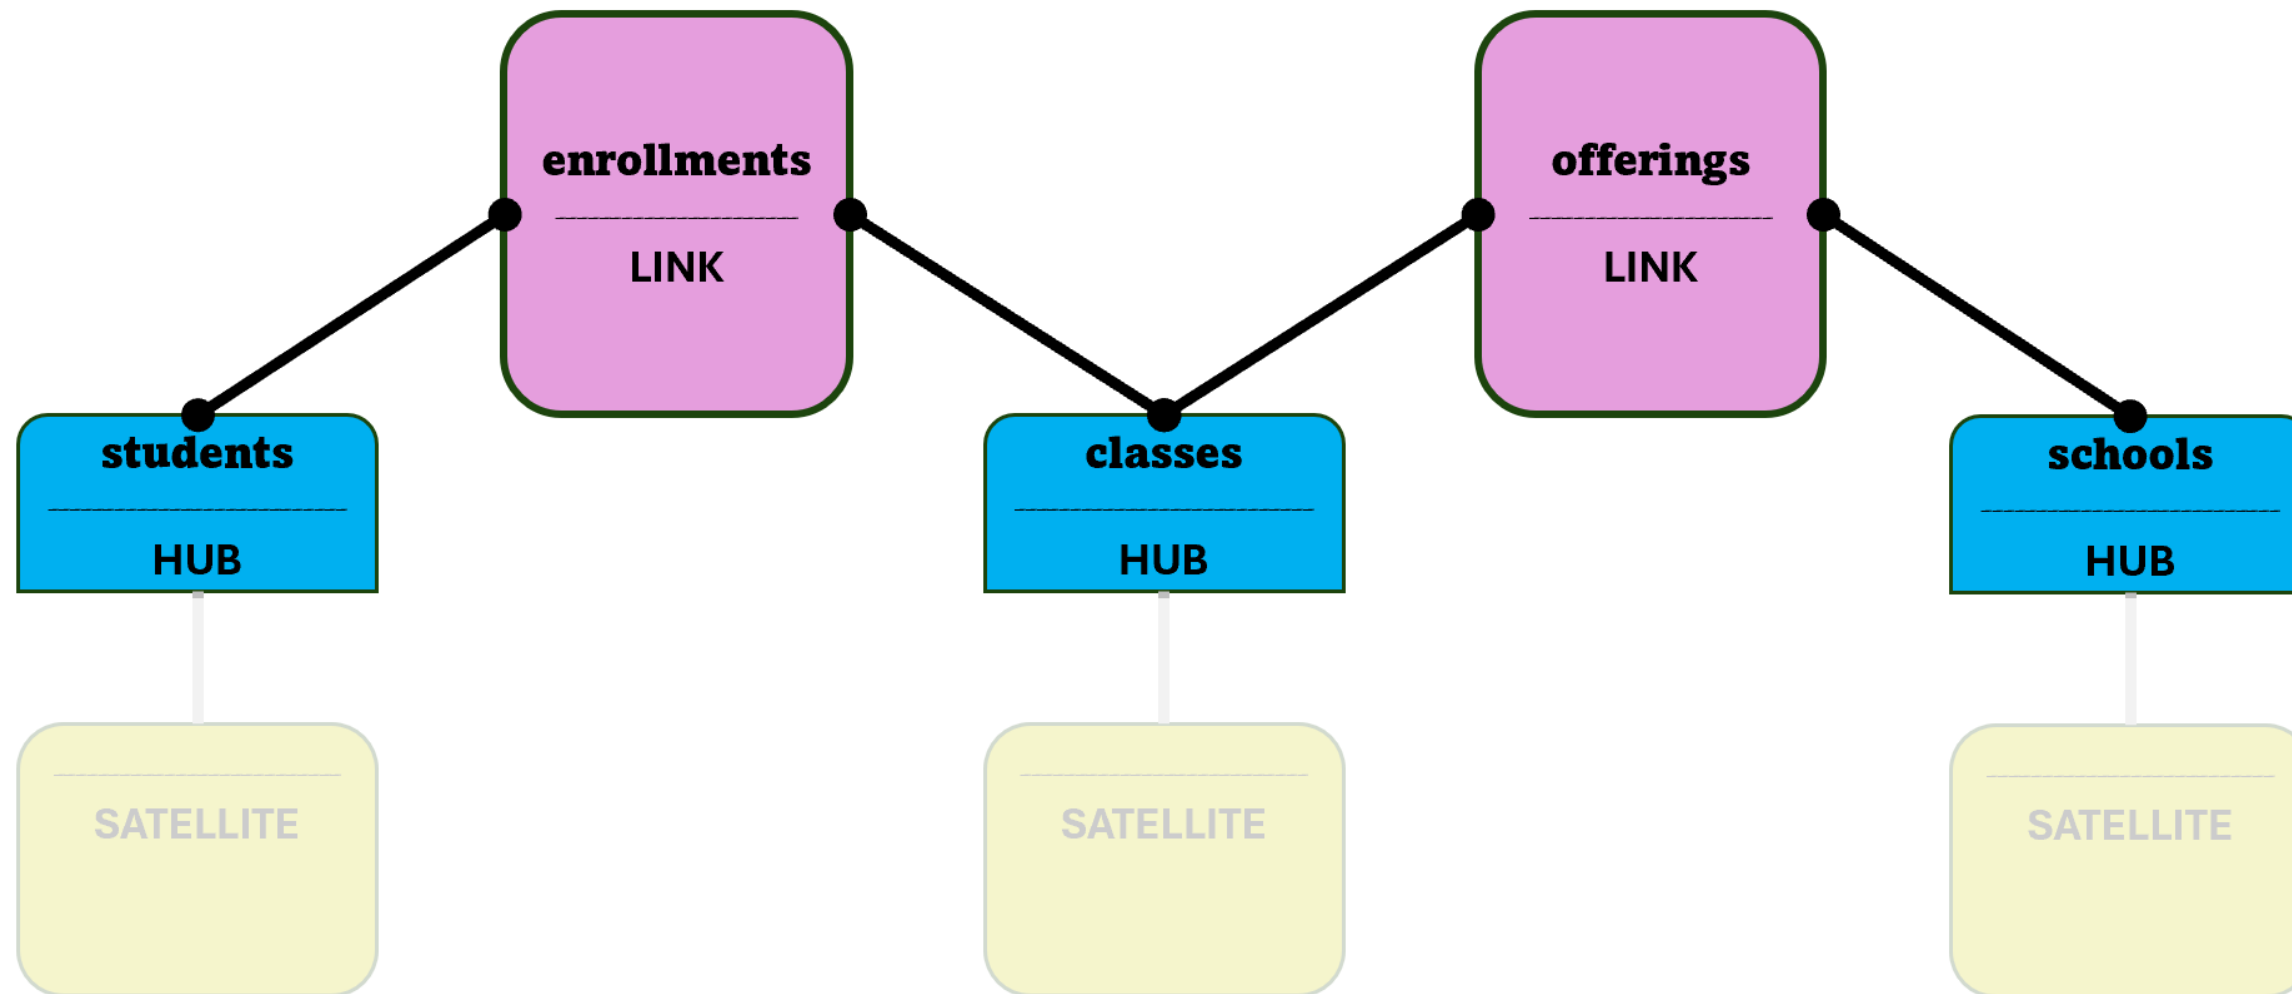 enrollments
LINK
offerings
LINK
students
HUB
classes
HUB
schools
HUB
SATELLITE
SATELLITE
SATELLITE